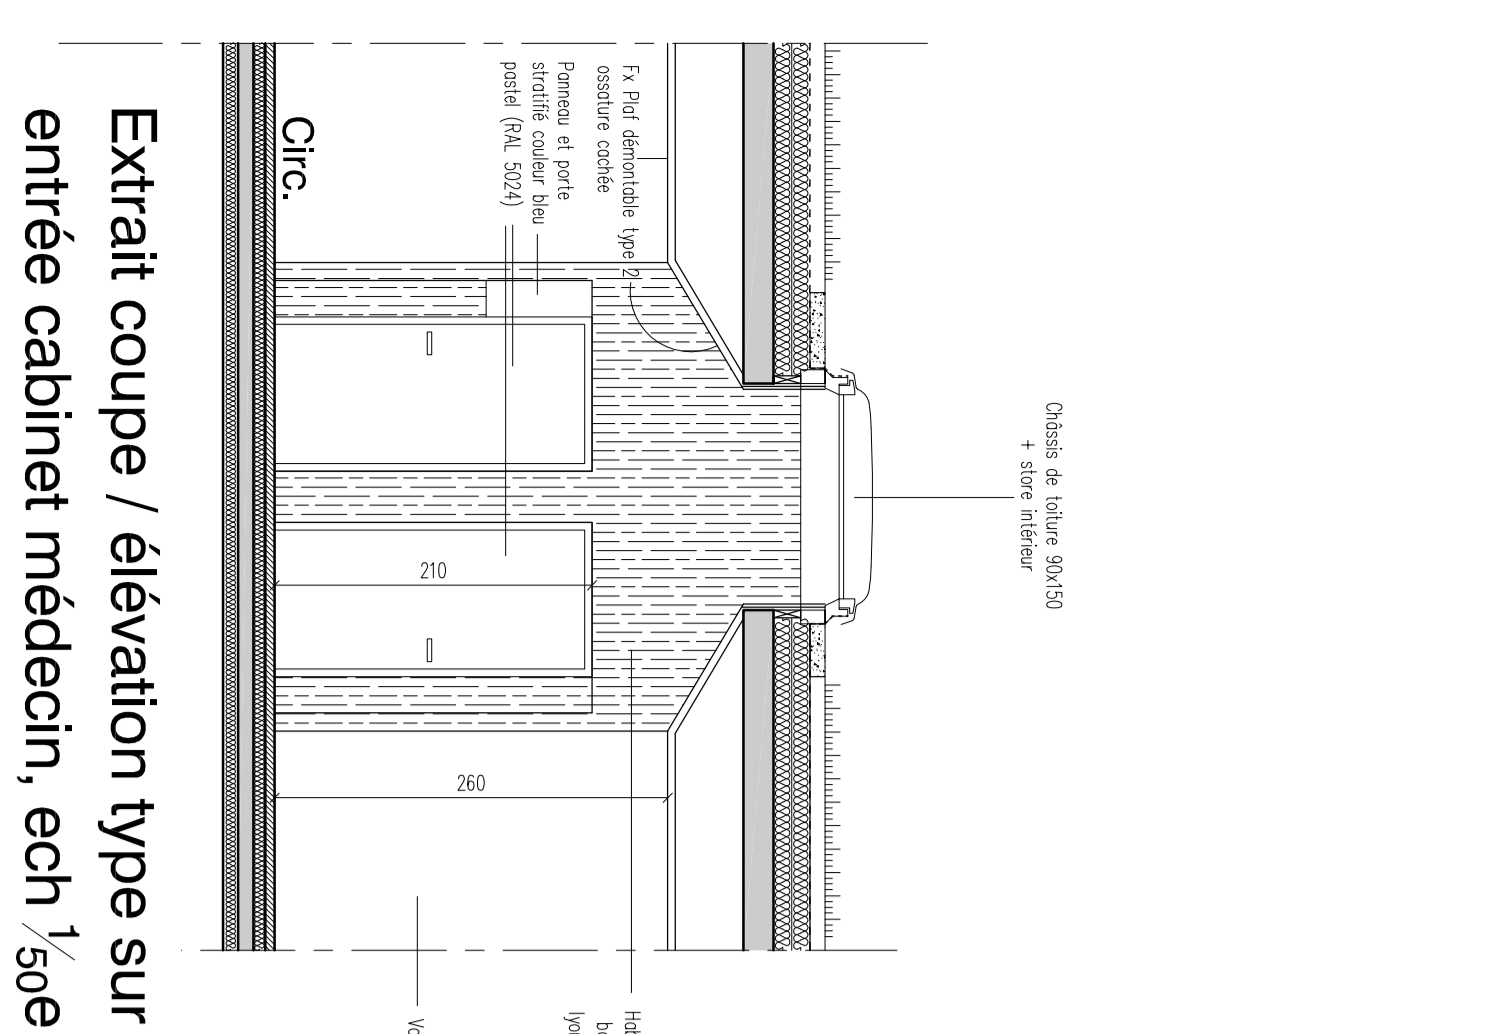 Châssis de toiture 90x150
+ store intérieur
Fx Plaf démontable type 2
ossature cachée
Panneau et porte
stratifié couleur bleu
pastel (RAL 5024)
210
260
Circ.
Extrait coupe / élévation type sur
entrée cabinet médecin, ech 1/50e